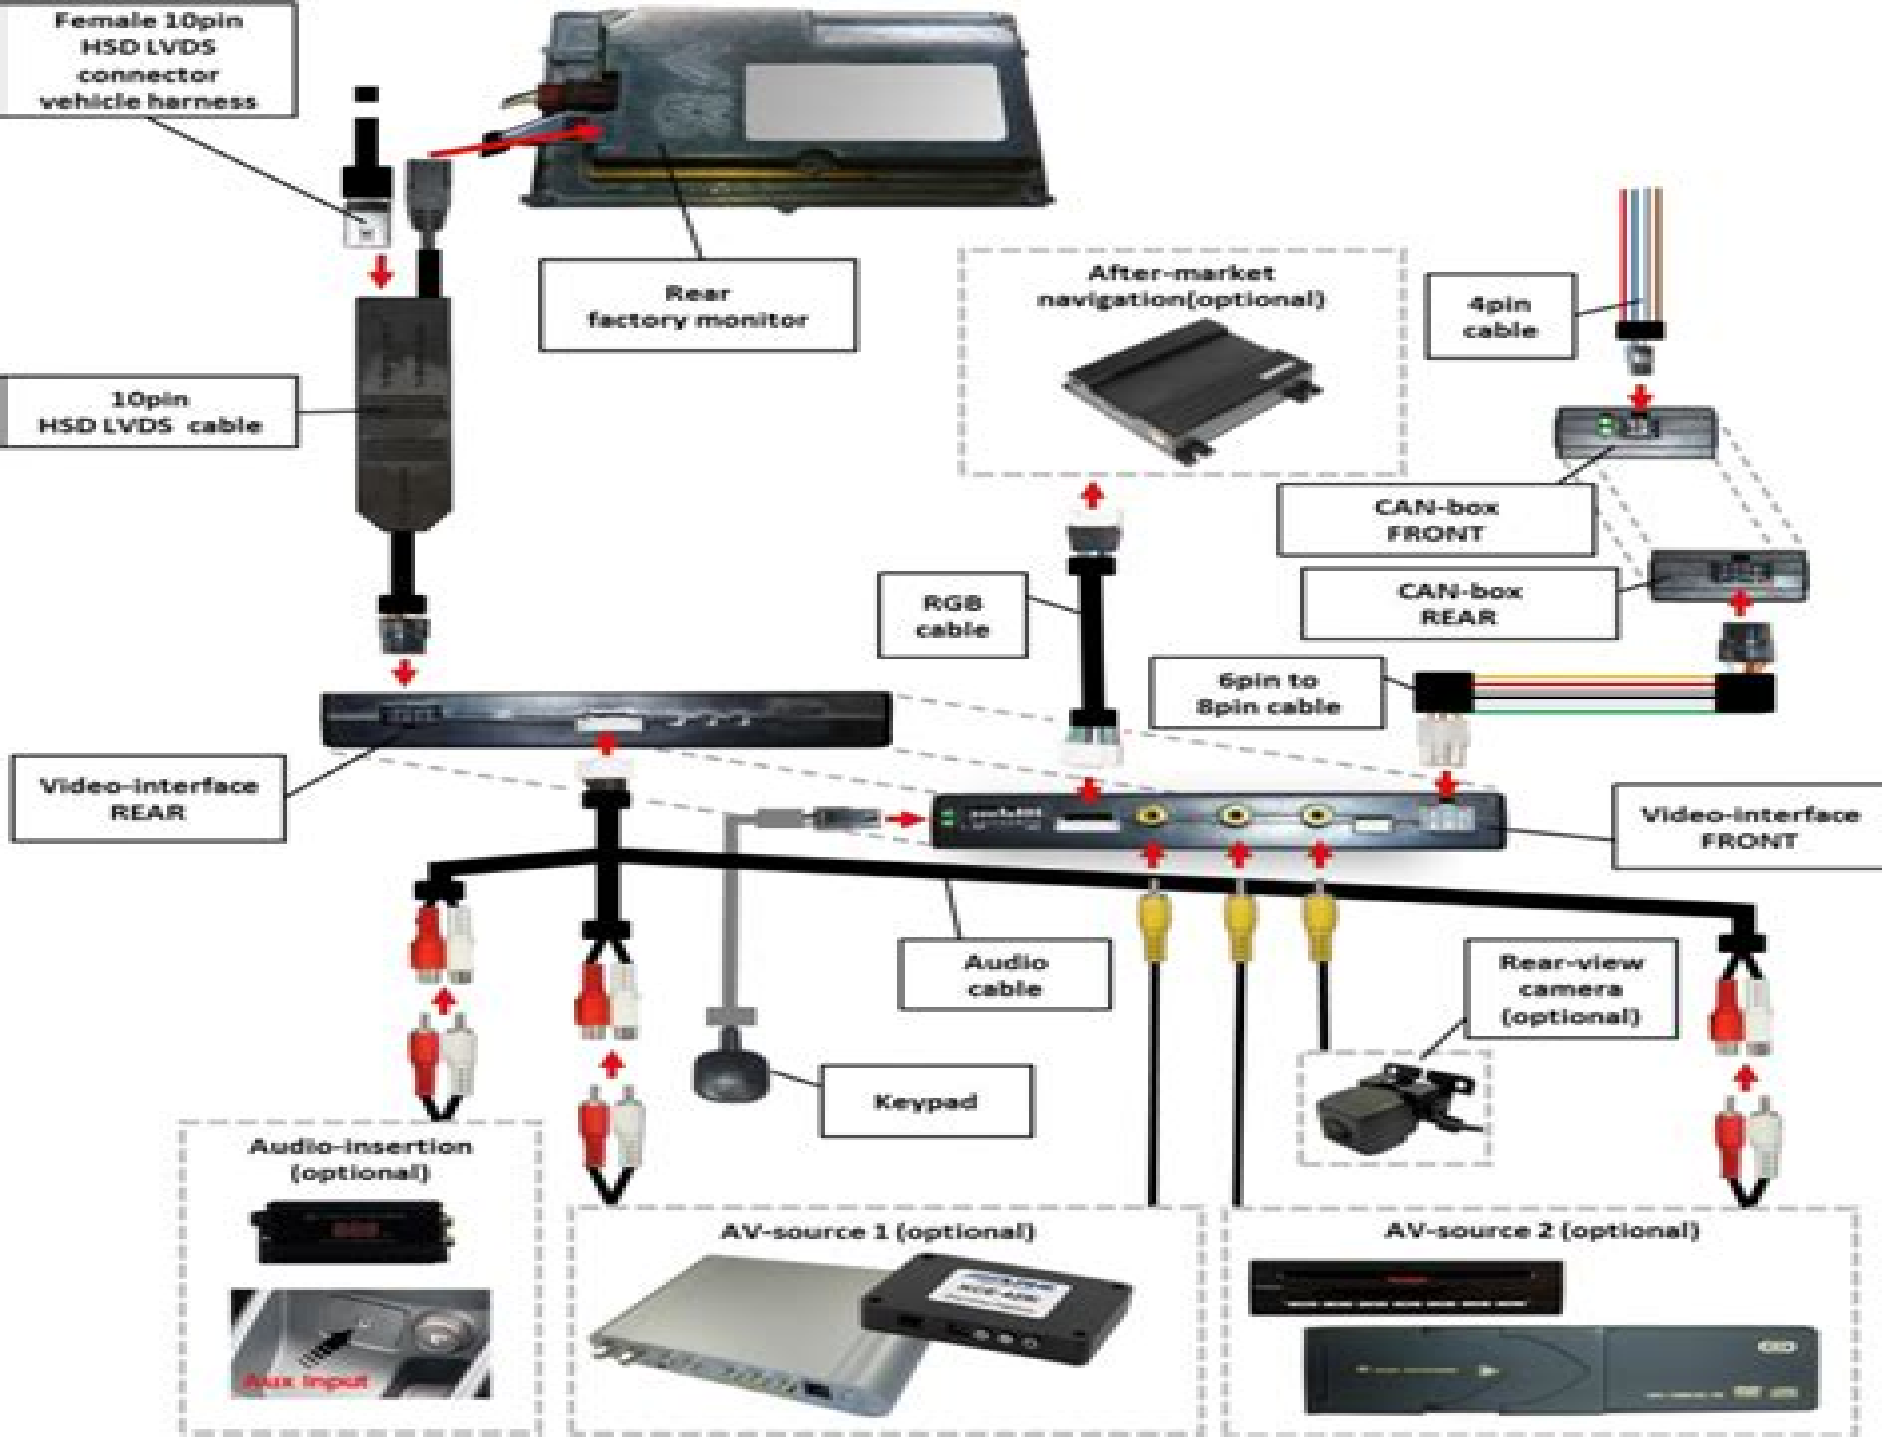 Female 10pin
HSD LVDS
connector
vehicle harness
Rear
factory monitor
After-market
navigation(optional)
4pin
cable
10pin
HSD LVDS cable
CAN-box
FRONT
RGB
cable
CAN-box
REAR
6pin to
8pin cable
Video-interface
REAR
Video-interface
FRONT
Audio
cable
Rear-view
camera
(optional)
Keypad
Audio-insertion
(optional)
Aux Input
AV-source 1 (optional)
AV-source 2 (optional)